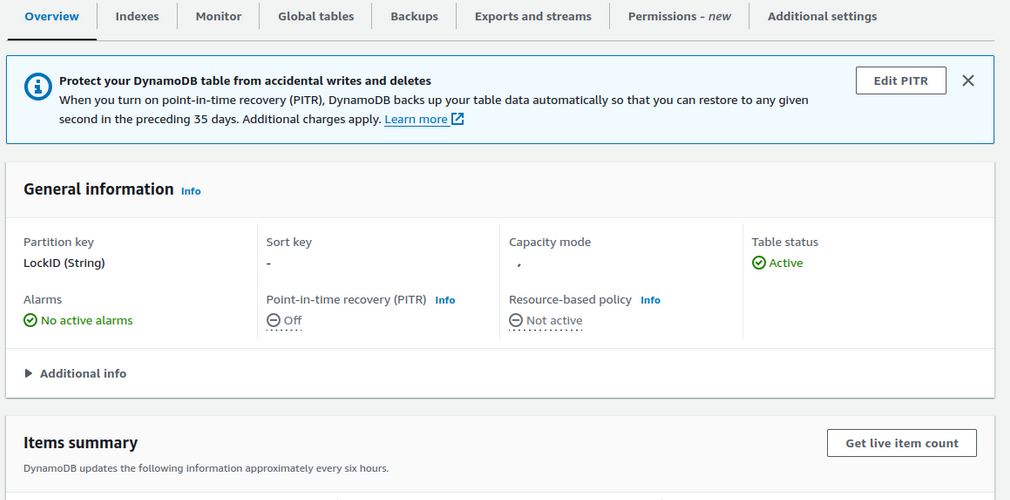 Overview Indexes Monitor Global tables Backups Exports and streams Permissions - new Additional settings
Protect your DynamoDB table from accidental writes and deletes
When you turn on point-in-time recovery (PITR), DynamoDB backs up your table data automatically so that you can restore to any given
second in the preceding 35 days. Additional charges apply. Learn more
Edit PITR
General information Info
Partition key
LockID (String)
Sort key
-
Capacity mode
Table status
Active
Alarms
No active alarms
Point-in-time recovery (PITR) Info
Off
Resource-based policy Info
Not active
Additional info
Items summary
DynamoDB updates the following information approximately every six hours.
Get live item count